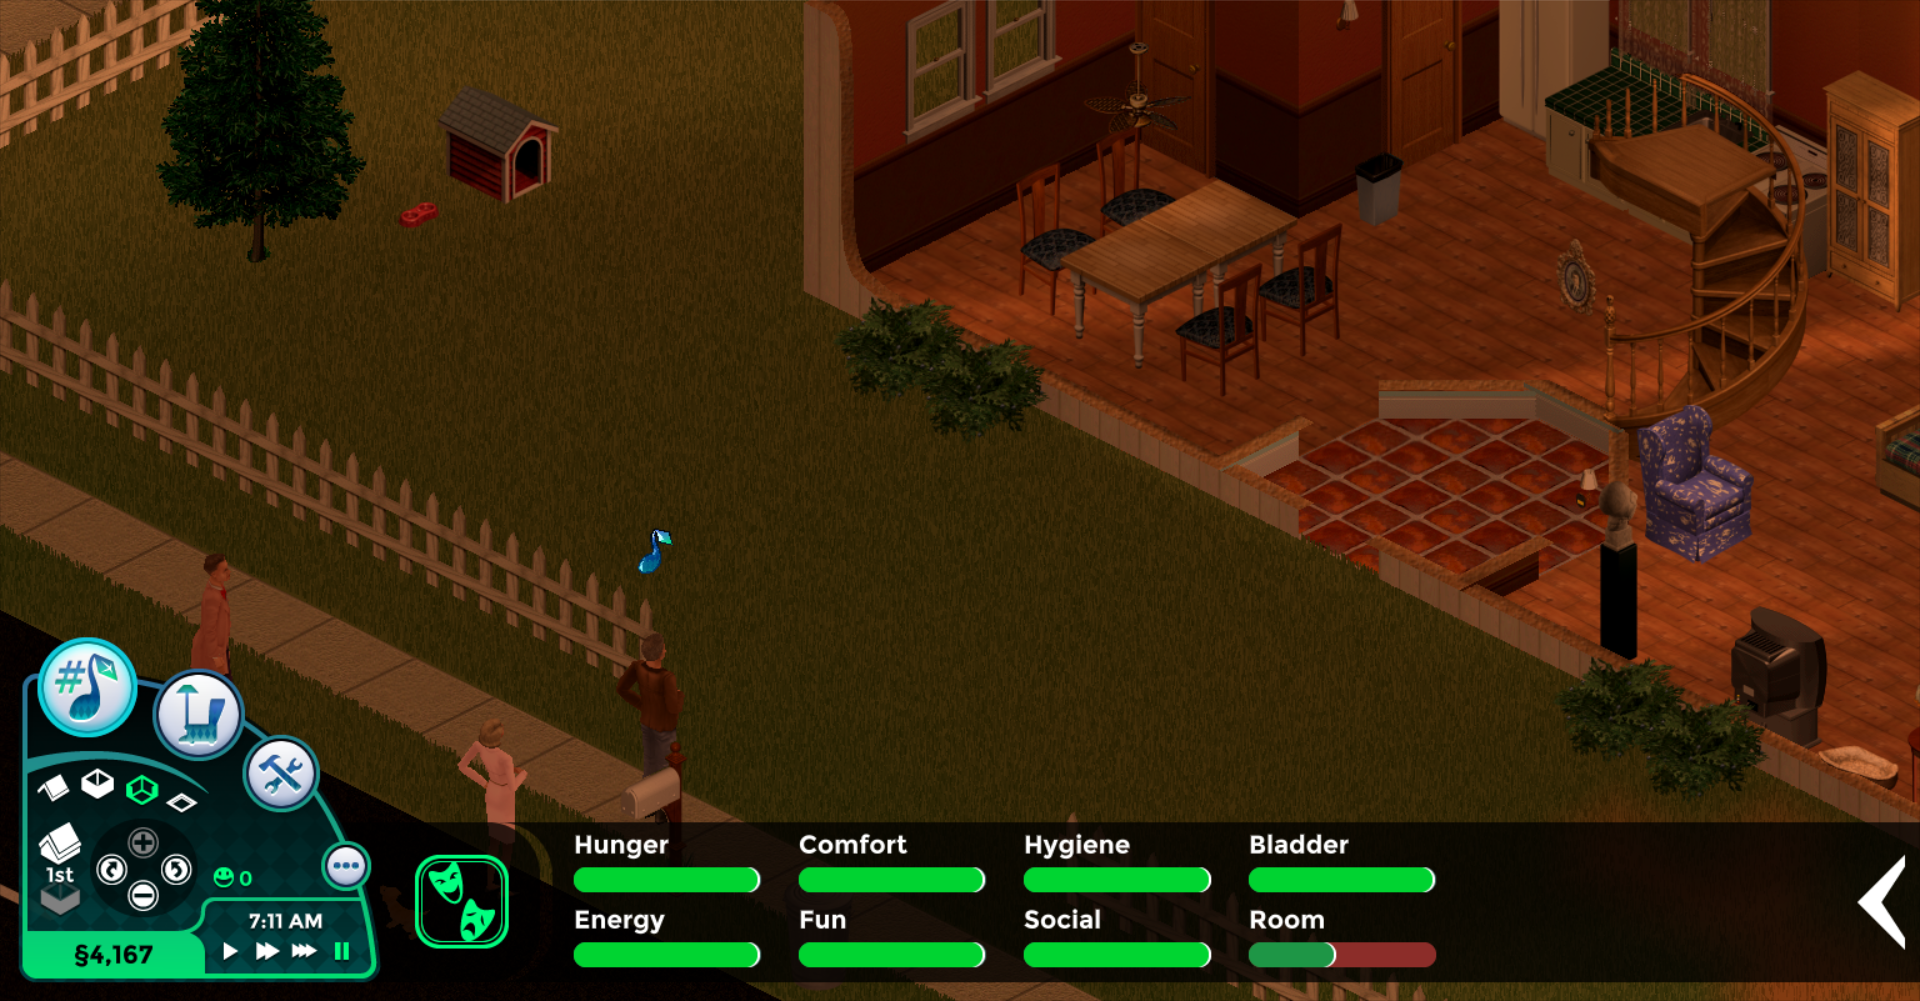 Hunger
Comfort
Hygiene
Bladder
Energy
Fun
Social
Room
#
1st
0
7:11 AM
§4,167